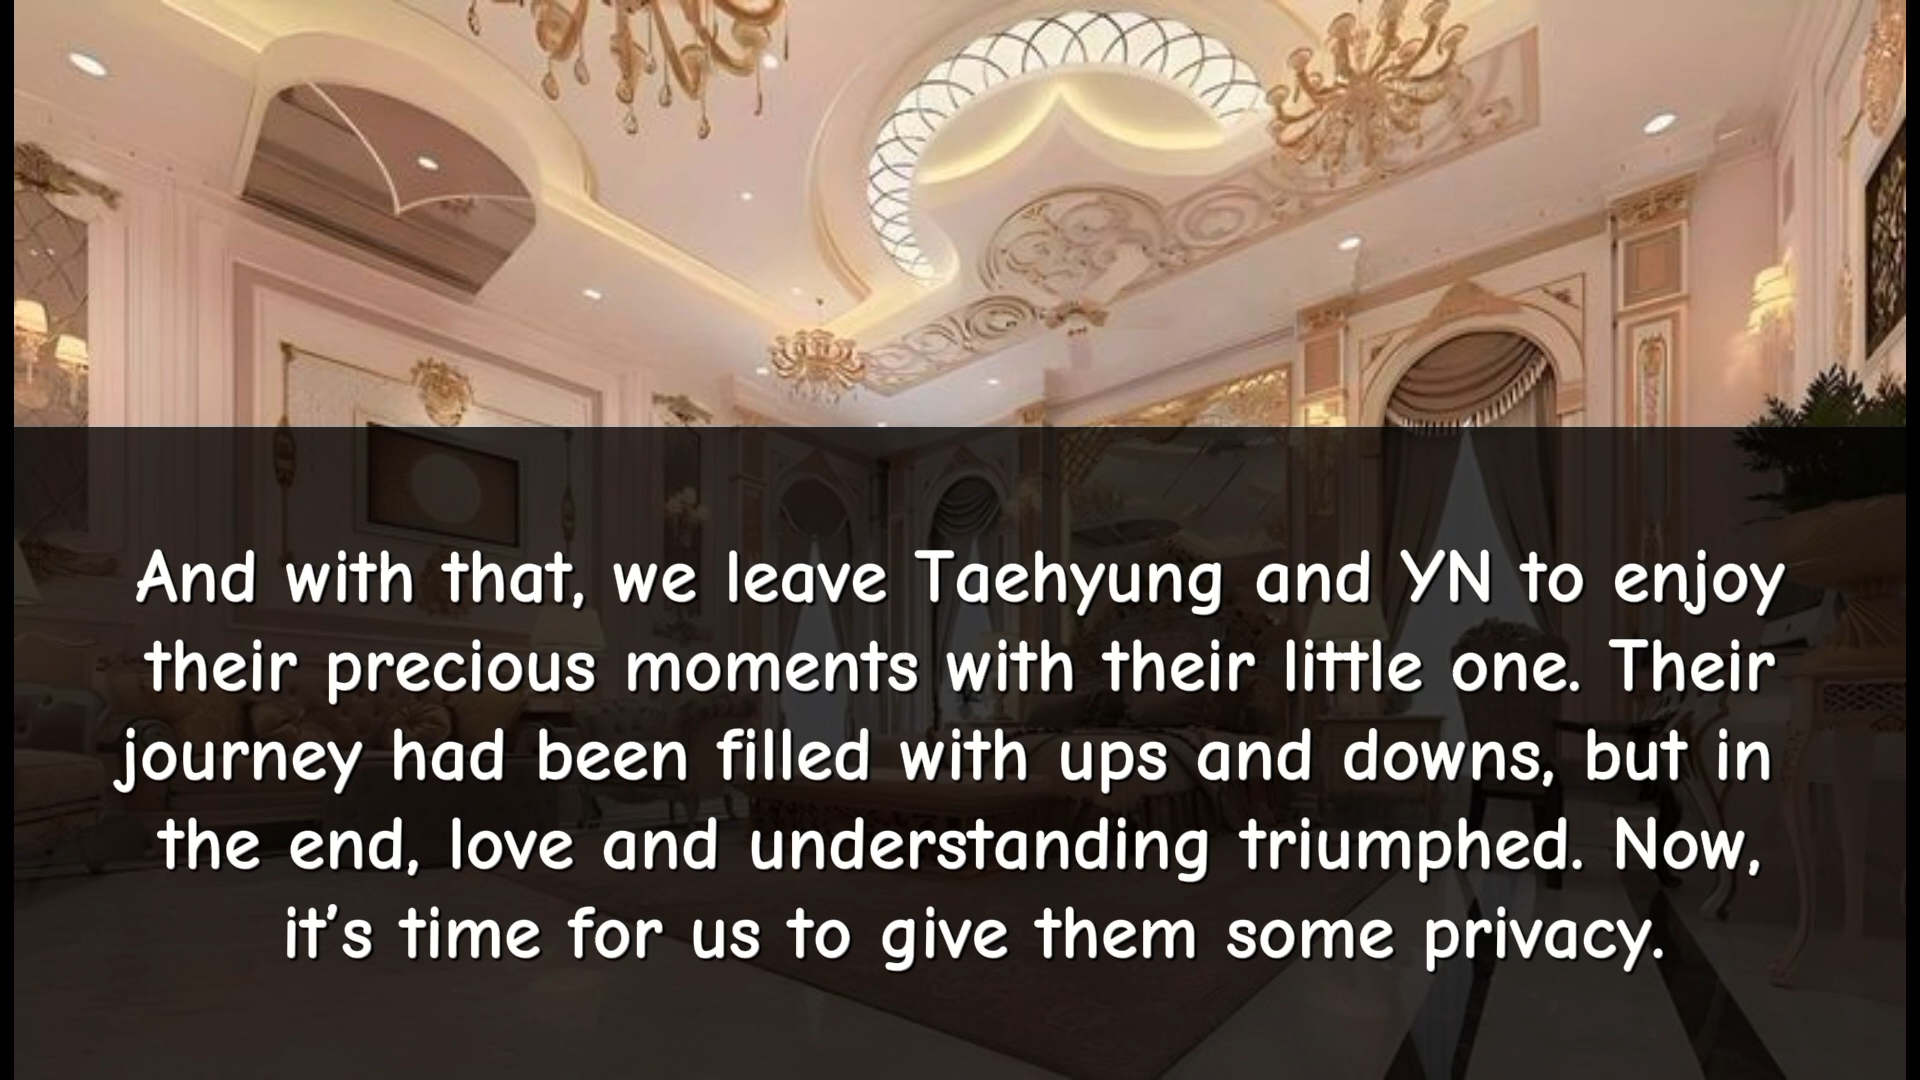 And with that, we leave Taehyung and YN to enjoy
their precious moments with their little one. Their
journey had been filled with ups and downs, but in
the end, love and understanding triumphed. Now,
it's time for us to give them some privacy.